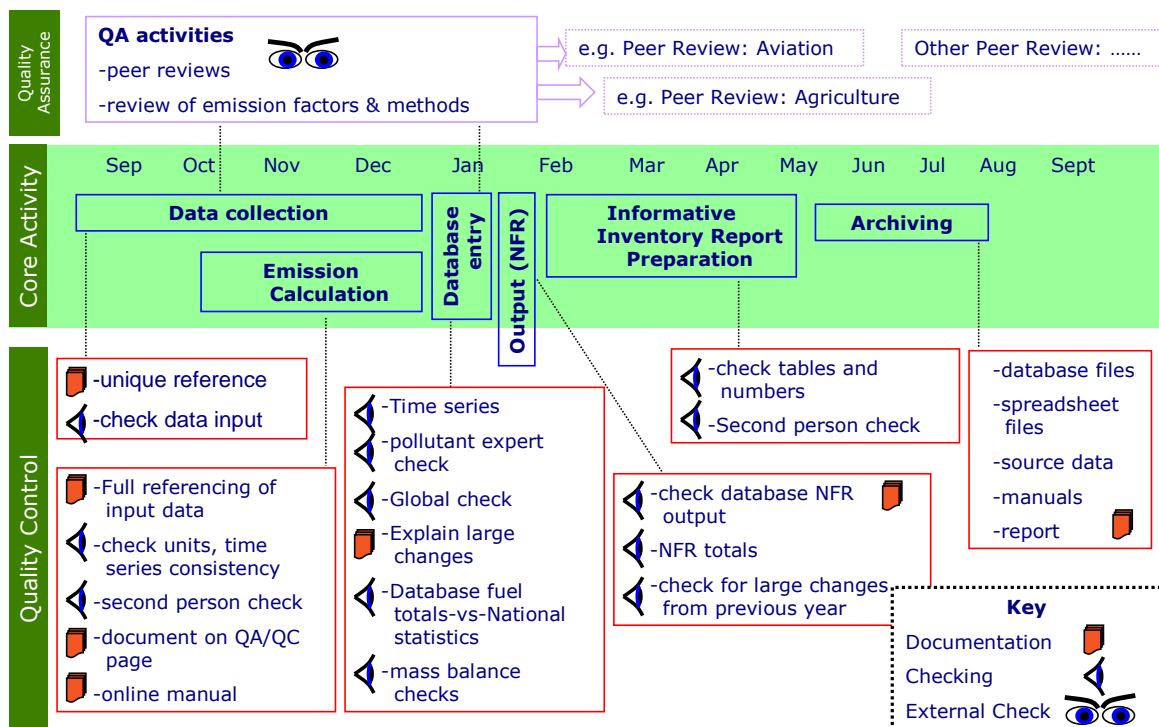 Quality
Assurance
QA activities
-peer reviews
-review of emission factors & methods
e.g. Peer Review: Aviation
Other Peer Review: ......
e.g. Peer Review: Agriculture
Core Activity
Sep Oct Nov Dec Jan Feb Mar Apr May Jun Jul Aug Sept
Data collection
Emission
Calculation
Database
entry
Output (NFR)
Informative
Inventory Report
Preparation
Archiving
Quality Control
-unique reference
-check data input
-Full referencing of
input data
-check units, time
series consistency
-second person check
-document on QA/QC
page
-online manual
-Time series
-pollutant expert
check
-Global check
-Explain large
changes
-Database fuel
totals-vs-National
statistics
-mass balance
checks
-check database NFR
output
-NFR totals
-check for large changes
from previous year
-check tables and
numbers
-Second person check
-database files
-spreadsheet
files
-source data
-manuals
-report
Key
Documentation
Checking
External Check